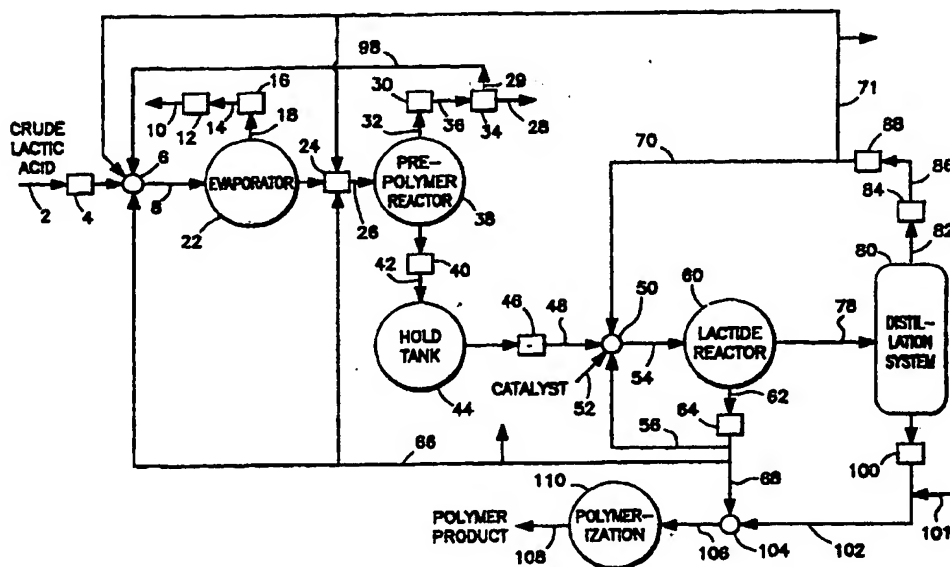 98
71
16
30
29
18
10
12
14
32
36
34
28
CRUDE
LACTIC
ACID
24
PRE-
POLYMER
REACTOR
70
88
86
84
82
6
EVAPORATOR
2
4
8
22
26
38
42
40
80
60
50
78
46
48
HOLD
TANK
LACTIDE
REACTOR
DISTIL-
LATION
SYSTEM
54
CATALYST
52
62
44
64
56
66
68
100
110
101
POLYMER
PRODUCT
POLYMER-
IZATION
108
106
104
102